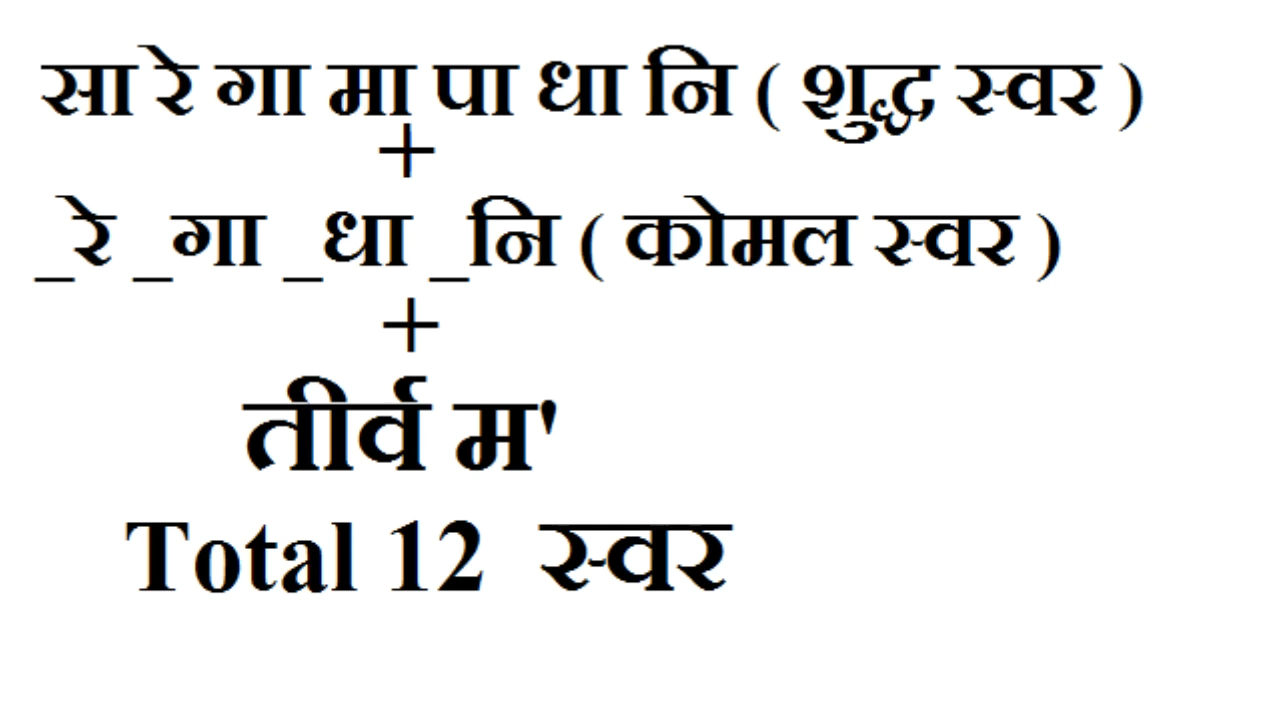 सा रे गा मा पा धा नि ( शुद्ध स्वर )
+
_रे _गा _धा _नि ( कोमल स्वर )
+
तीर्व म'
Total 12 स्वर